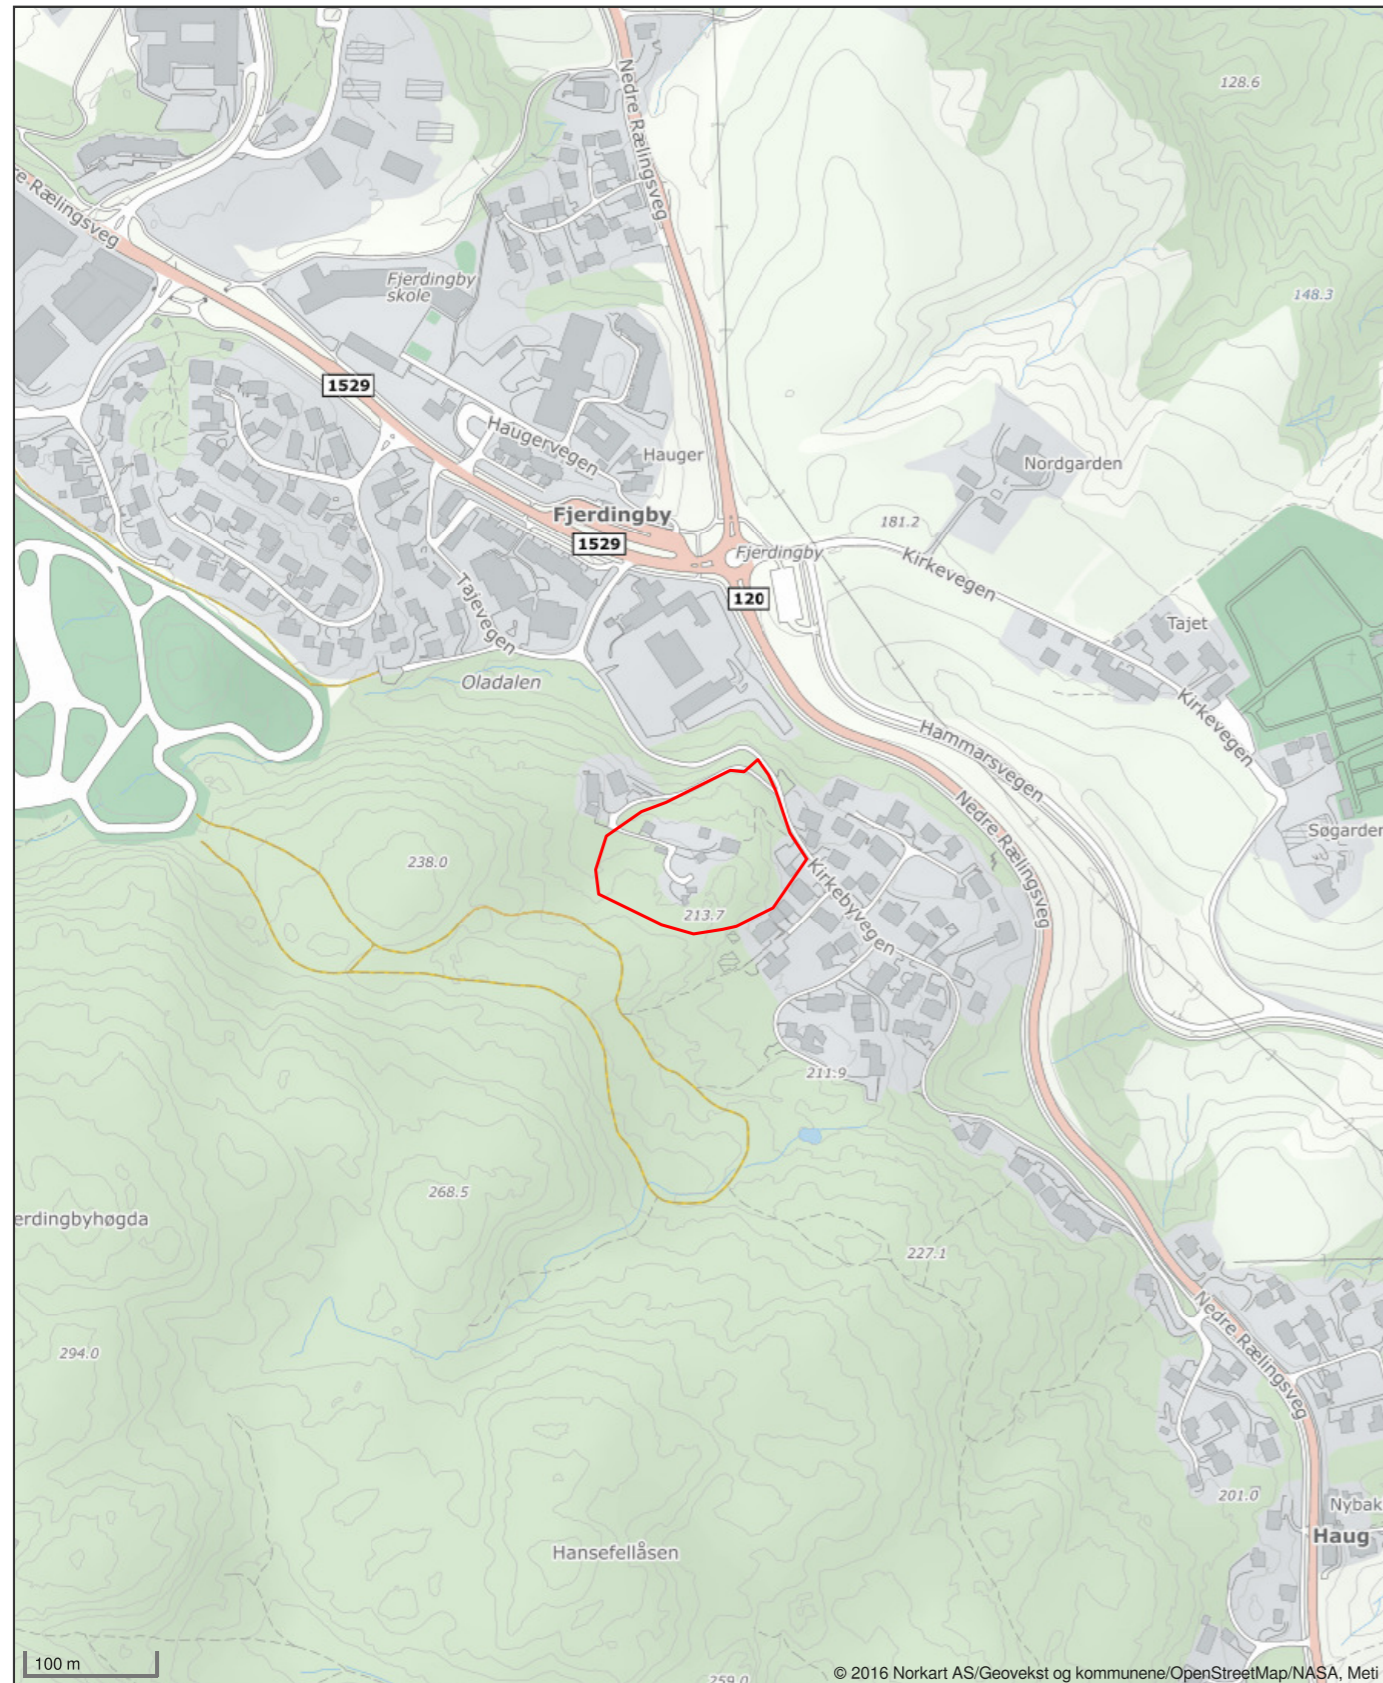 128.6
Nedre Rælingsveg
re Rælingsveg
Fjerdingby
skole
148.3
1529
Haugervegen
Hauger
Nordgarden
Fjerdingby
1529
181.2
Fjerdingby
Kirkevegen
120
Tajevegen
Tajet
Oladalen
Kirkevegen
Hammarsvegen
Nedre Rælingsveg
Søgarden
238.0
Kirkebyvegen
213.7
211.9
268.5
erdingbyhøgda
227.1
Nedre Rælingsveg
294.0
201.0
Nybak
Haug
Hansefellåsen
100 m
259.0
© 2016 Norkart AS/Geovekst og kommunene/OpenStreetMap/NASA, Meti